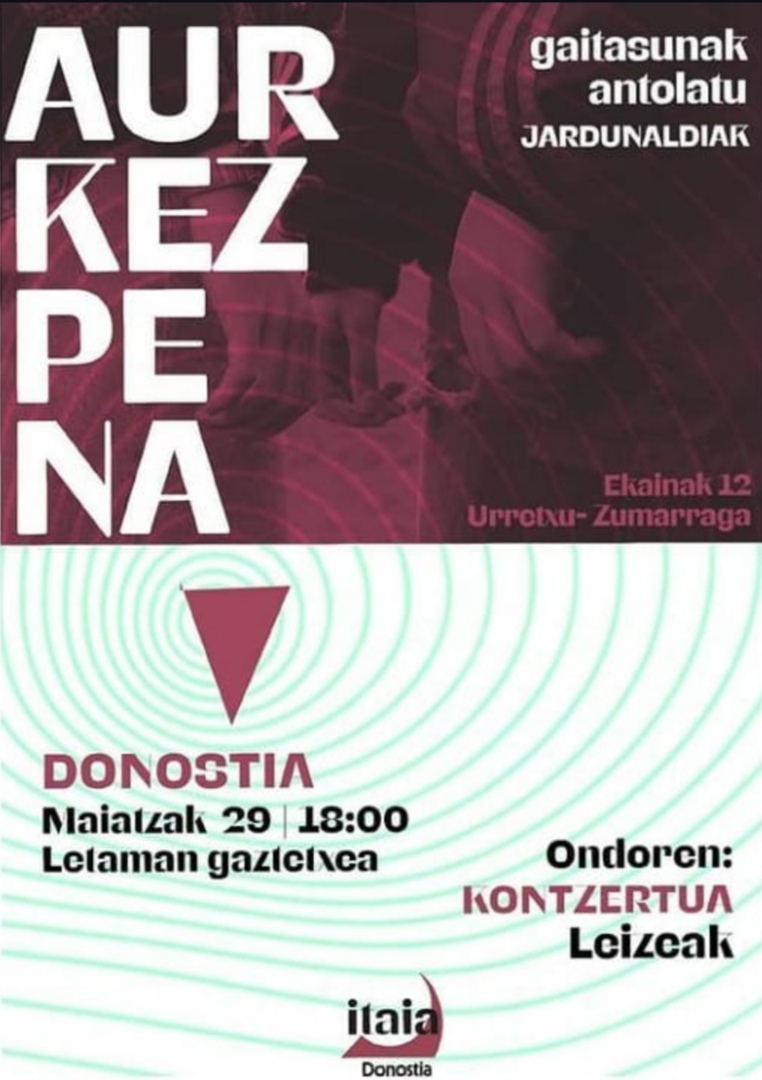 AUR
KEZ
PE
NA
gaitasunak
antolatu
JARDUNALDIAK
Ekainak 12
Urretxu- Zumarraga
DONOSTIA
Maiatzak 29 | 18:00
Letaman gaztetxea
Ondoren:
KONTZERTUA
Leizeak
itaia
Donostia